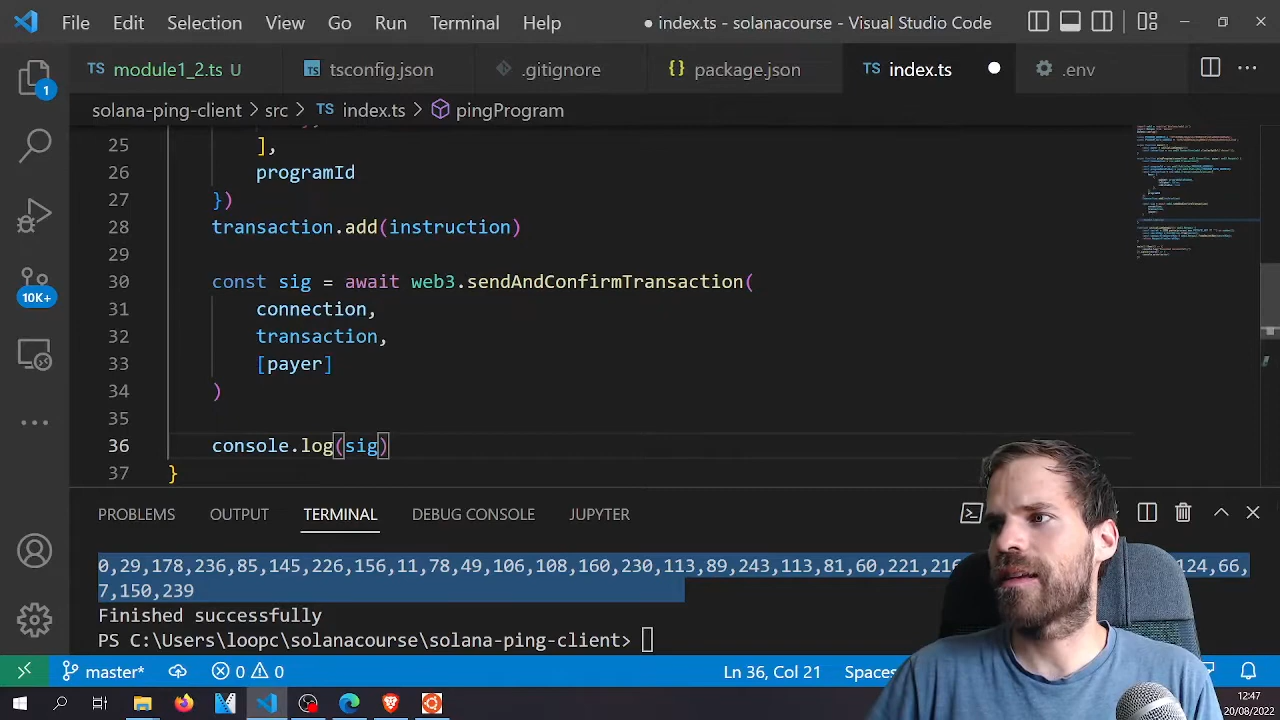 File Edit Selection View Go Run Terminal Help ● index.ts - solanacourse - Visual Studio Code
TS module1_2.ts U tsconfig.json .gitignore {} package.json TS index.ts ● .env
solana-ping-client > src > TS index.ts > pingProgram
25 ],
26 programId
27 })
28 transaction.add(instruction)
29
30 const sig = await web3.sendAndConfirmTransaction(
31 connection,
32 transaction,
33 [payer]
34 )
35
36 console.log(sig)
37 }
1
10K+
PROBLEMS OUTPUT TERMINAL DEBUG CONSOLE JUPYTER
0,29,178,236,85,145,226,156,11,78,49,106,108,160,230,113,89,243,113,81,60,221,216 124,66,
7,150,239
Finished successfully
PS C:\Users\loopc\solanacourse\solana-ping-client>
master* 0 0 Ln 36, Col 21 Spaces
12:47
20/08/2022